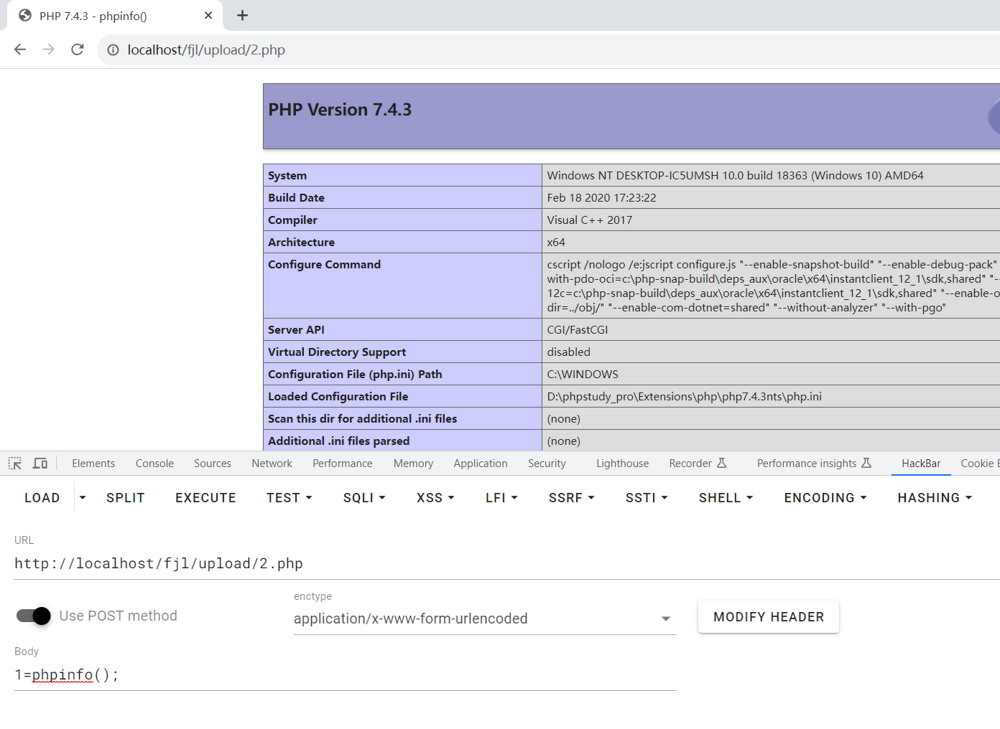 PHP 7.4.3 - phpinfo()
localhost/fjl/upload/2.php
PHP Version 7.4.3
System Windows NT DESKTOP-IC5UMSH 10.0 build 18363 (Windows 10) AMD64
Build Date Feb 18 2020 17:23:22
Compiler Visual C++ 2017
Architecture x64
Configure Command cscript /nologo /e:jscript configure.js "--enable-snapshot-build" "--enable-debug-pack"
with-pdo-oci=c:\php-snap-build\deps_aux\oracle\x64\instantclient_12_1\sdk,shared" "--
12c=c:\php-snap-build\deps_aux\oracle\x64\instantclient_12_1\sdk,shared" "--enable-o
dir=../obj/" "--enable-com-dotnet=shared" "--without-analyzer" "--with-pgo"
Server API CGI/FastCGI
Virtual Directory Support disabled
Configuration File (php.ini) Path C:\WINDOWS
Loaded Configuration File D:\phpstudy_pro\Extensions\php\php7.4.3nts\php.ini
Scan this dir for additional .ini files (none)
Additional .ini files parsed (none)
Elements Console Sources Network Performance Memory Application Security Lighthouse Recorder Performance insights HackBar Cookie E
LOAD SPLIT EXECUTE TEST SQLI XSS LFI SSRF SSTI SHELL ENCODING HASHING
URL
http://localhost/fjl/upload/2.php
enctype
Use POST method application/x-www-form-urlencoded MODIFY HEADER
Body
1=phpinfo();